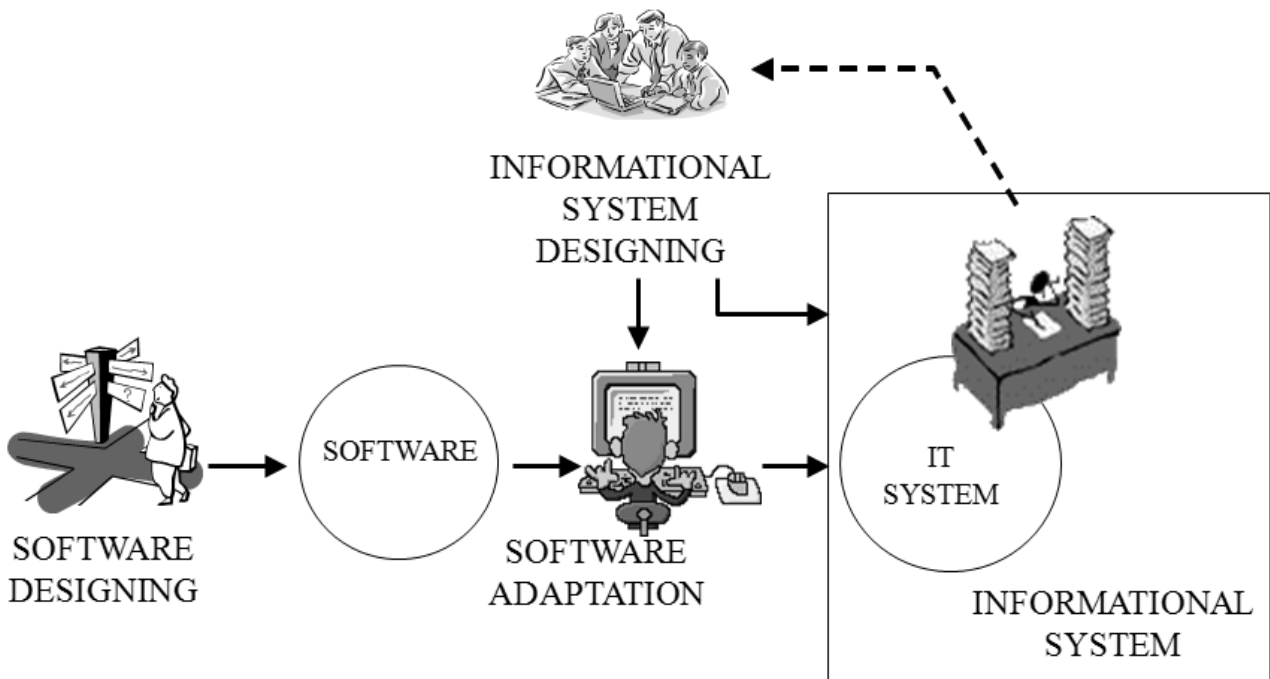 INFORMATIONAL
SYSTEM
DESIGNING
?
SOFTWARE
IT
SYSTEM
SOFTWARE
DESIGNING
SOFTWARE
ADAPTATION
INFORMATIONAL
SYSTEM